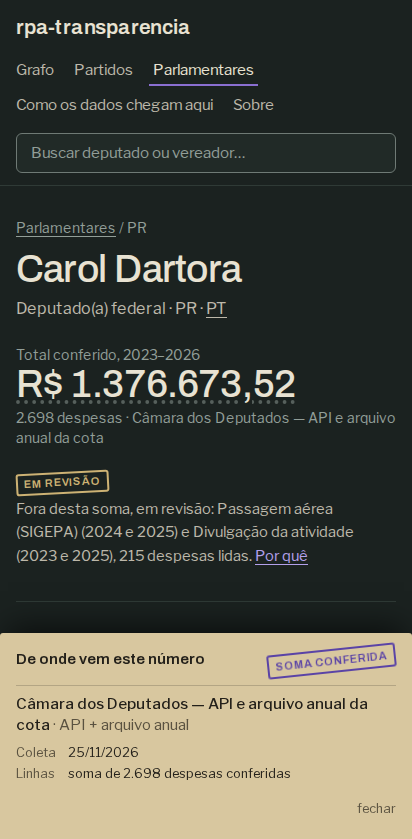 rpa-transparencia
Grafo Partidos Parlamentares
Como os dados chegam aqui Sobre
Buscar deputado ou vereador…
Parlamentares / PR
Carol Dartora
Deputado(a) federal · PR · PT
Total conferido, 2023–2026
R$ 1.376.673,52
2.698 despesas · Câmara dos Deputados — API e arquivo
anual da cota
EM REVISÃO
Fora desta soma, em revisão: Passagem aérea
(SIGEPA) (2024 e 2025) e Divulgação da atividade
(2023 e 2025), 215 despesas lidas. Por quê
De onde vem este número
SOMA CONFERIDA
Câmara dos Deputados — API e arquivo anual da
cota · API + arquivo anual
Coleta 25/11/2026
Linhas soma de 2.698 despesas conferidas
fechar